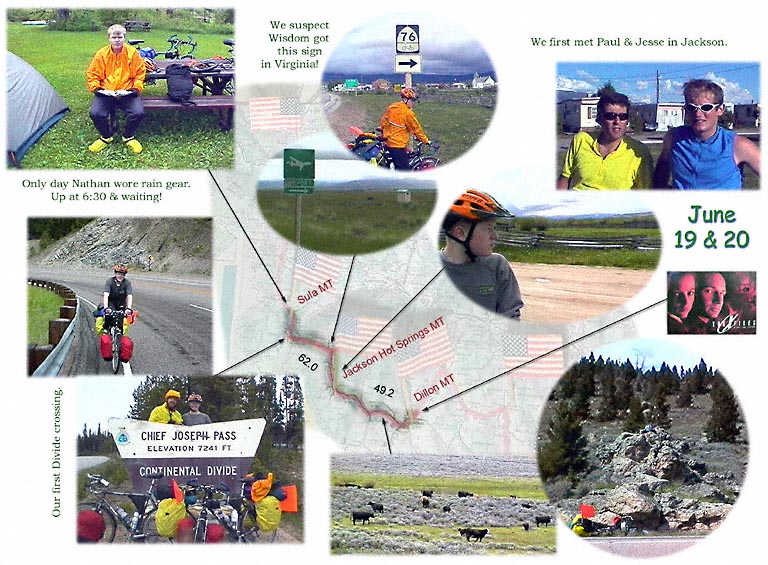 We suspect
Wisdom got
this sign
in Virginia!
76
We first met Paul & Jesse in Jackson.
Only day Nathan wore rain gear.
Up at 6:30 & waiting!
June
19 & 20
Sula MT
62.0
Jackson Hot Springs MT
49.2
Dillon MT
Our first Divide crossing.
CHIEF JOSEPH PASS
ELEVATION 7241 FT.
CONTINENTAL DIVIDE